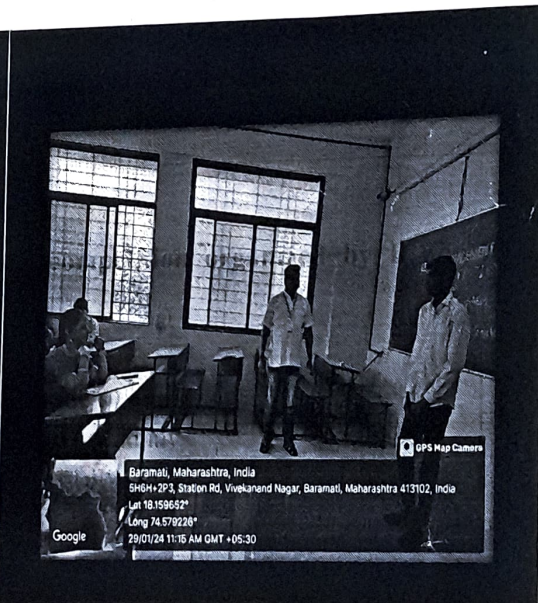 GPS Map Camera
Baramati, Maharashtra, India
5H6H+2P3, Station Rd, Vivekanand Nagar, Baramati, Maharashtra 413102, India
Lat 18.159652°
Long 74.579226°
29/01/24 11:15 AM GMT +05:30
Google